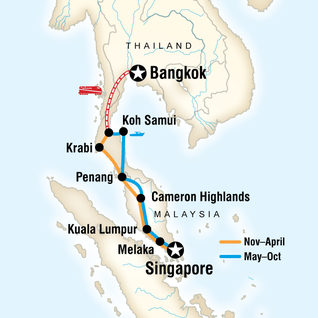 THAILAND
Bangkok
Koh Samui
Krabi
Penang
Cameron Highlands
MALAYSIA
Kuala Lumpur
Melaka
Singapore
Nov–April
May–Oct